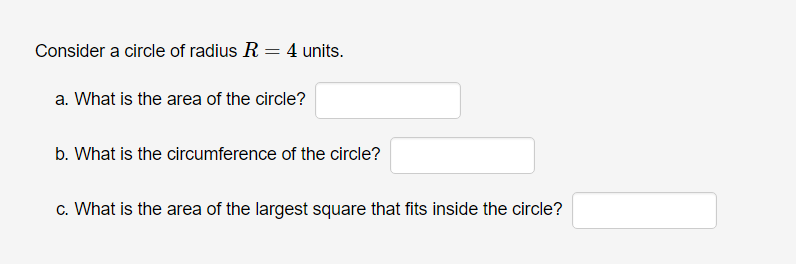 Consider a circle of radius R = 4 units.
a. What is the area of the circle?
b. What is the circumference of the circle?
c. What is the area of the largest square that fits inside the circle?